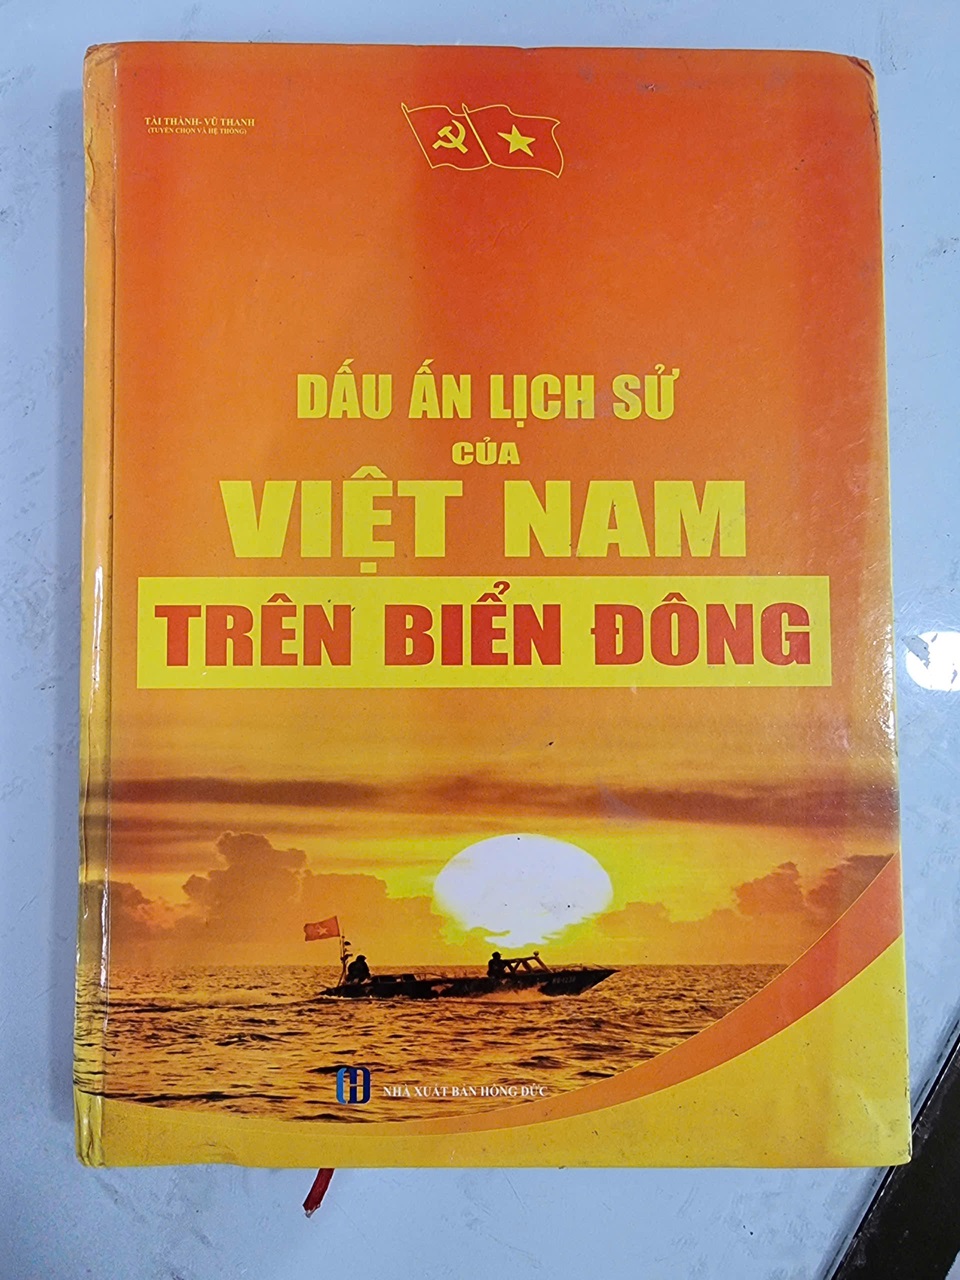 TÀI THÀNH- VŨ THANH
(TUYỂN CHỌN VÀ HỆ THỐNG)
DẤU ẤN LỊCH SỬ
CỦA
VIỆT NAM
TRÊN BIỂN ĐÔNG
NHÀ XUẤT BẢN HỒNG ĐỨC